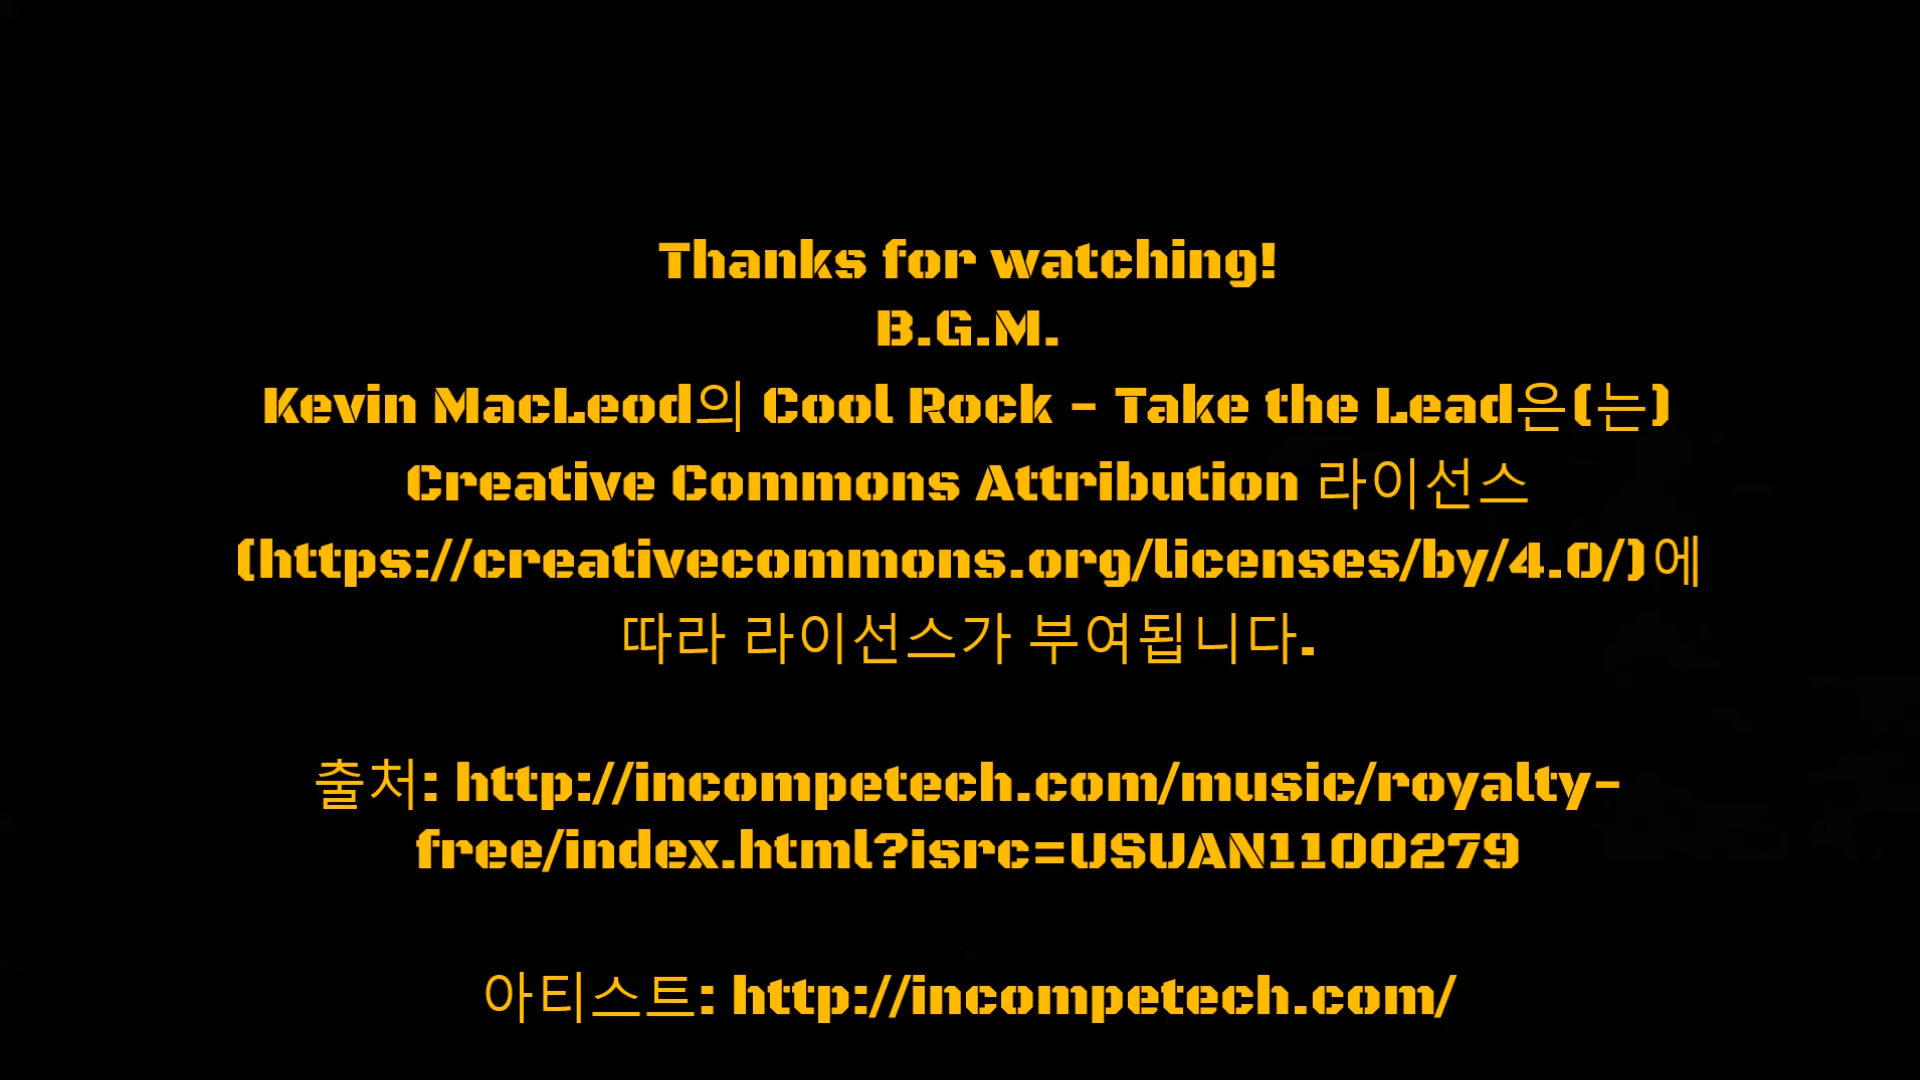 Thanks for watching!
B.G.M.
Kevin MacLeod의 Cool Rock - Take the Lead은(는)
Creative Commons Attribution 라이선스
(https://creativecommons.org/licenses/by/4.0/)에
따라 라이선스가 부여됩니다.
출처: http://incompetech.com/music/royalty-
free/index.html?isrc=USUAN1100279
아티스트: http://incompetech.com/